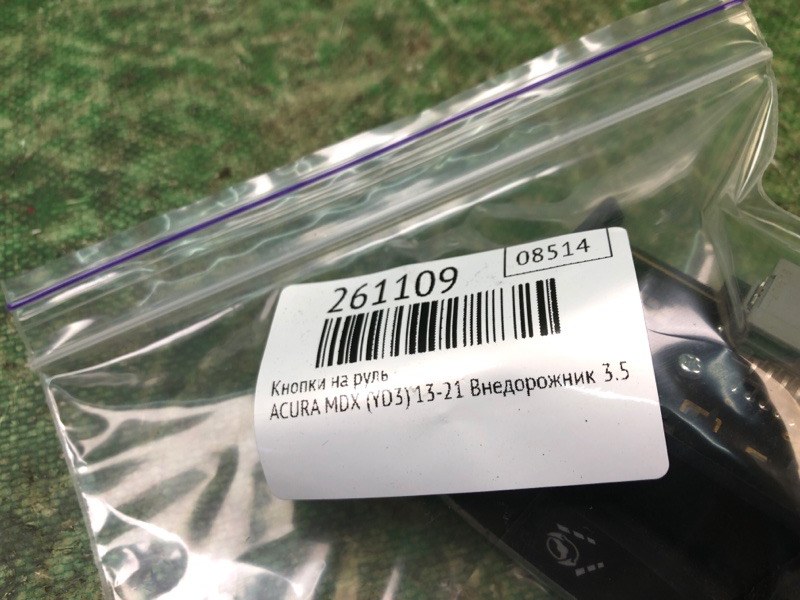 08514
261109
Кнопки на руль
ACURA MDX (YD3) 13-21 Внедорожник 3.5